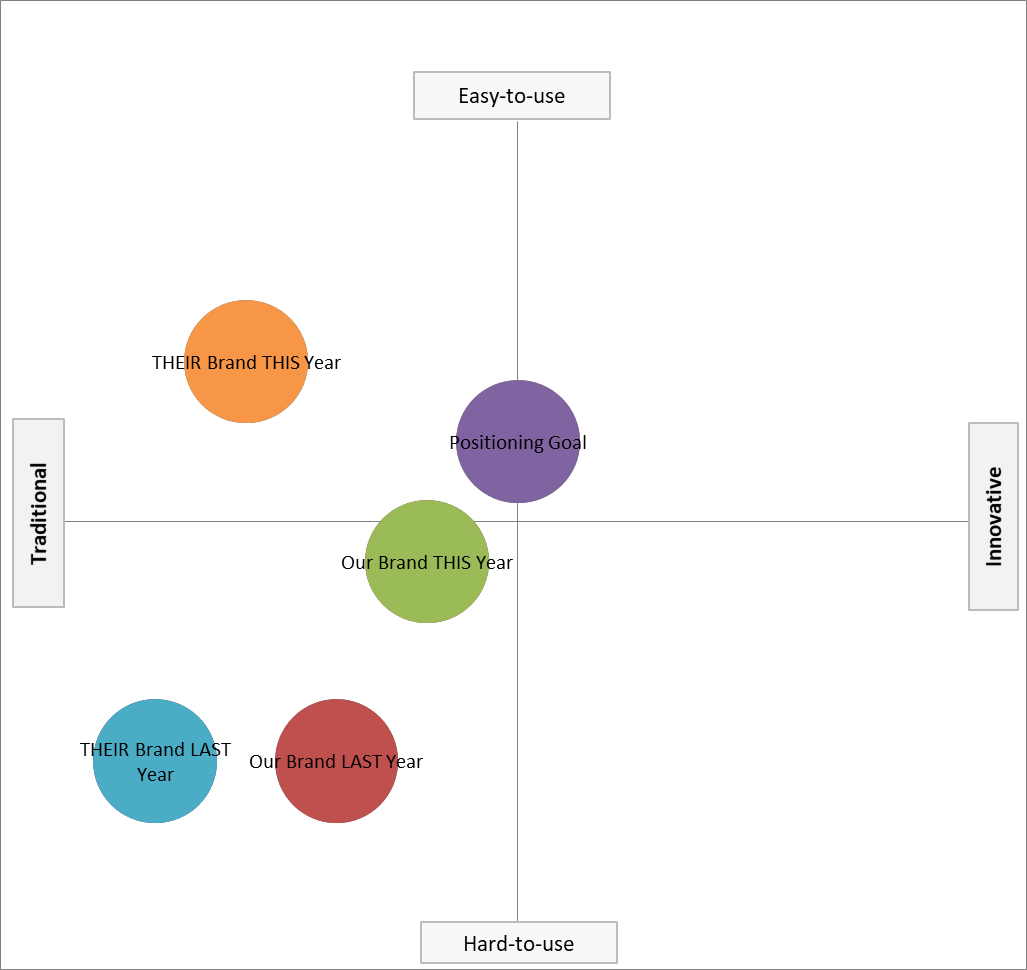 Easy-to-use
THEIR Brand THIS Year
Positioning Goal
Traditional
Innovative
Our Brand THIS Year
THEIR Brand LAST
Year
Our Brand LAST Year
Hard-to-use